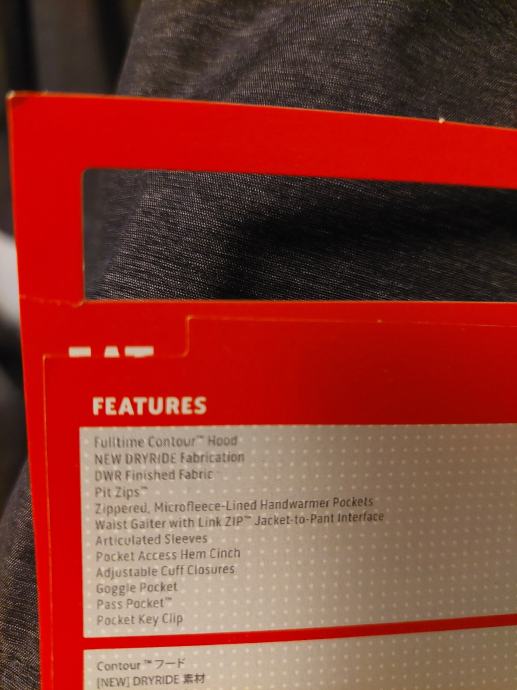 FEATURES
Fulltime Contour™ Hood
NEW DRYRIDE Fabrication
DWR Finished Fabric
Pit Zips™
Zippered, Microfleece-Lined Handwarmer Pockets
Waist Gaiter with Link ZIP™ Jacket-to-Pant Interface
Articulated Sleeves
Pocket Access Hem Cinch
Adjustable Cuff Closures
Goggle Pocket
Pass Pocket™
Pocket Key Clip
Contour™フード
[NEW] DRYRIDE 素材